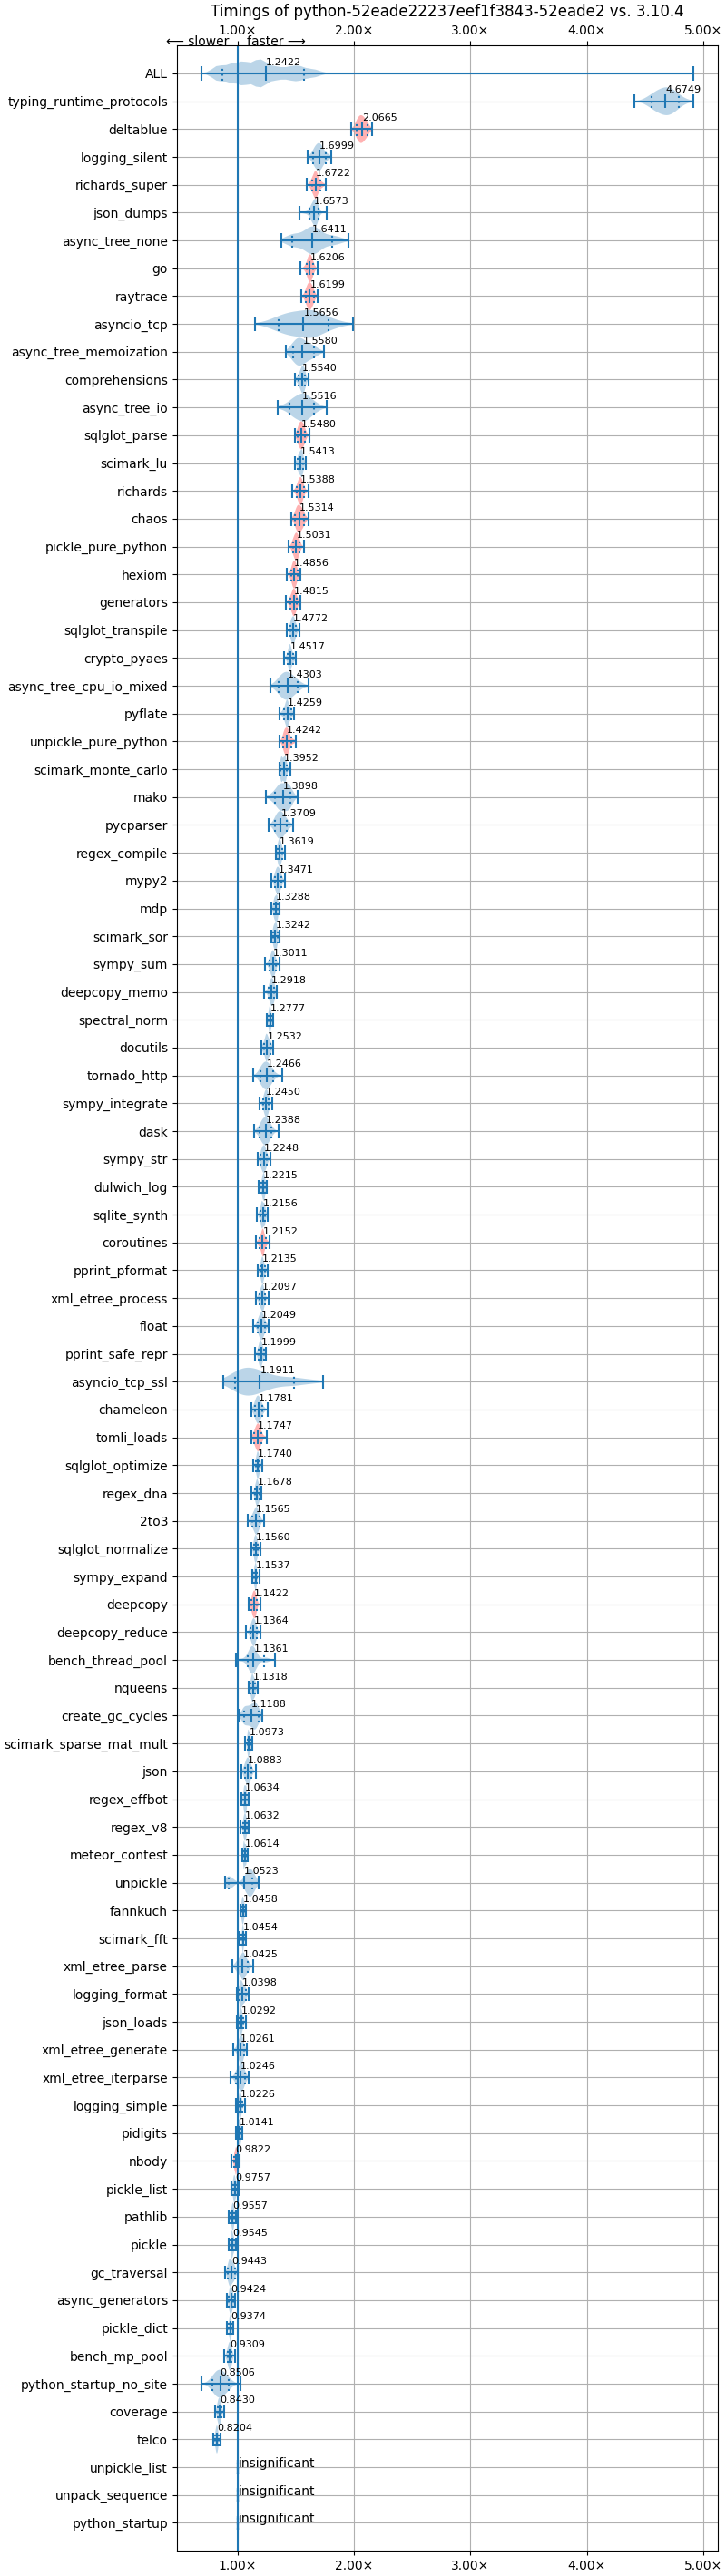 Timings of python-52eade22237eef1f3843-52ead​e2 vs. 3.10.4
1.00× 2.00× 3.00× 4.00× 5.00×
⟵ slower faster ⟶
ALL 1.2422
typing_runtime_protocols 4.6749
deltablue 2.0665
logging_silent 1.6999
richards_super 1.6722
json_dumps 1.6573
async_tree_none 1.6411
go 1.6206
raytrace 1.6199
asyncio_tcp 1.5656
async_tree_memoization 1.5580
comprehensions 1.5540
async_tree_io 1.5516
sqlglot_parse 1.5480
scimark_lu 1.5413
richards 1.5388
chaos 1.5314
pickle_pure_python 1.5031
hexiom 1.4856
generators 1.4815
sqlglot_transpile 1.4772
crypto_pyaes 1.4517
async_tree_cpu_io_mixed 1.4303
pyflate 1.4259
unpickle_pure_python 1.4242
scimark_monte_carlo 1.3952
mako 1.3898
pycparser 1.3709
regex_compile 1.3619
mypy2 1.3471
mdp 1.3288
scimark_sor 1.3242
sympy_sum 1.3011
deepcopy_memo 1.2918
spectral_norm 1.2777
docutils 1.2532
tornado_http 1.2466
sympy_integrate 1.2450
dask 1.2388
sympy_str 1.2248
dulwich_log 1.2215
sqlite_synth 1.2156
coroutines 1.2152
pprint_pformat 1.2135
xml_etree_process 1.2097
float 1.2049
pprint_safe_repr 1.1999
asyncio_tcp_ssl 1.1911
chameleon 1.1781
tomli_loads 1.1747
sqlglot_optimize 1.1740
regex_dna 1.1678
2to3 1.1565
sqlglot_normalize 1.1560
sympy_expand 1.1537
deepcopy 1.1422
deepcopy_reduce 1.1364
bench_thread_pool 1.1361
nqueens 1.1318
create_gc_cycles 1.1188
scimark_sparse_mat_mult 1.0973
json 1.0883
regex_effbot 1.0634
regex_v8 1.0632
meteor_contest 1.0614
unpickle 1.0523
fannkuch 1.0458
scimark_fft 1.0454
xml_etree_parse 1.0425
logging_format 1.0398
json_loads 1.0292
xml_etree_generate 1.0261
xml_etree_iterparse 1.0246
logging_simple 1.0226
pidigits 1.0141
nbody 0.9822
pickle_list 0.9757
pathlib 0.9557
pickle 0.9545
gc_traversal 0.9443
async_generators 0.9424
pickle_dict 0.9374
bench_mp_pool 0.9309
python_startup_no_site 0.8506
coverage 0.8430
telco 0.8204
unpickle_list insignificant
unpack_sequence insignificant
python_startup insignificant
1.00× 2.00× 3.00× 4.00× 5.00×